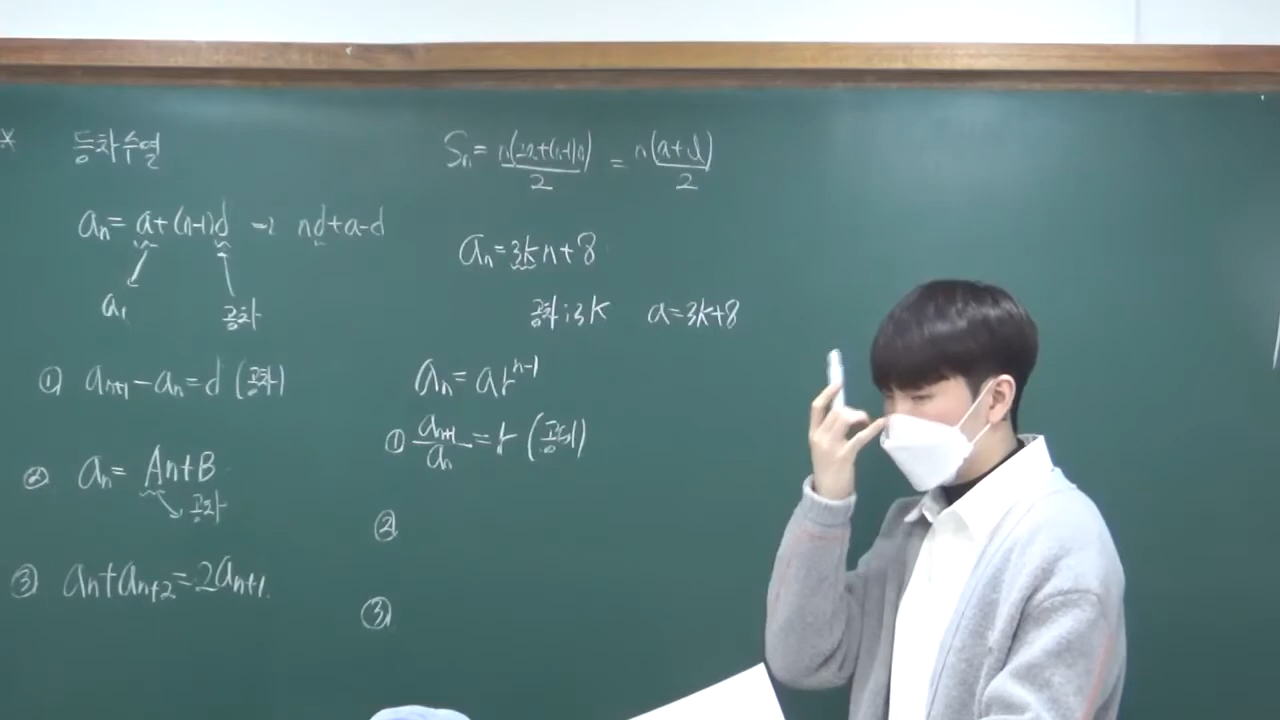 * 등차수열
aₙ = a+(n-1)d → nd+a-d
a₁ 공차
① aₙ₊₁-aₙ=d (공차)
② aₙ= An+B
공차
③ aₙ+aₙ₊₂=2aₙ₊₁
Sₙ= n(2a+(n-1)d)/2 = n(a+l)/2
aₙ=3kn+8
공차:3k a=3k+8
aₙ=arⁿ⁻¹
① aₙ₊₁/aₙ=r (공비)
②
③